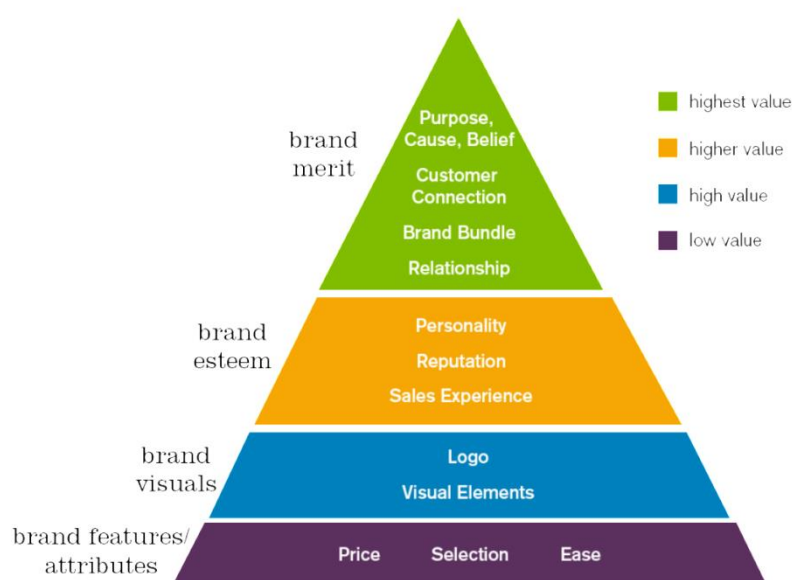 brand
merit
Purpose,
Cause, Belief
Customer
Connection
Brand Bundle
Relationship
highest value
higher value
high value
low value
brand
esteem
Personality
Reputation
Sales Experience
brand
visuals
Logo
Visual Elements
brand features/
attributes
Price Selection Ease